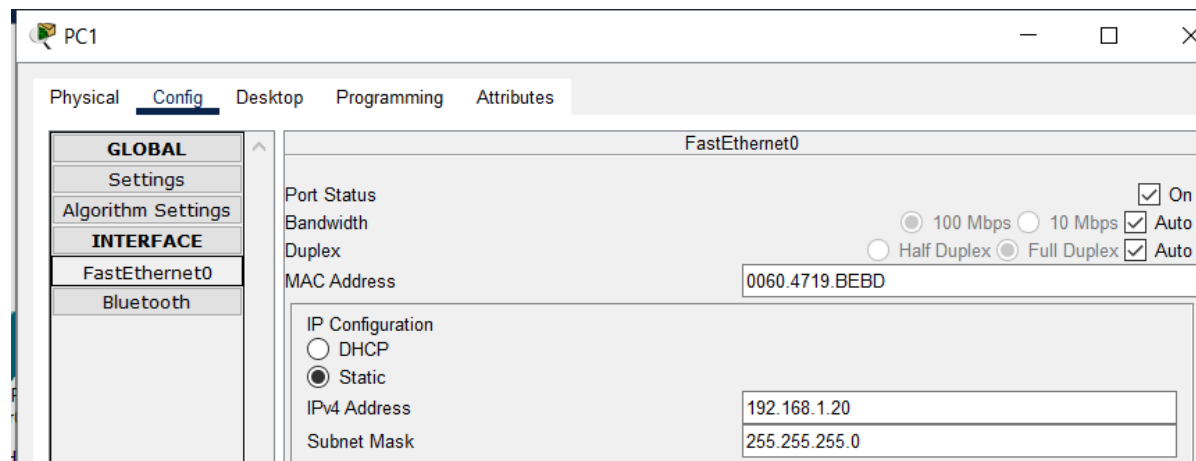 PC1
Physical Config Desktop Programming Attributes
GLOBAL
Settings
Algorithm Settings
INTERFACE
FastEthernet0
Bluetooth
FastEthernet0
Port Status On
Bandwidth 100 Mbps 10 Mbps Auto
Duplex Half Duplex Full Duplex Auto
MAC Address 0060.4719.BEBD
IP Configuration
DHCP
Static
IPv4 Address 192.168.1.20
Subnet Mask 255.255.255.0